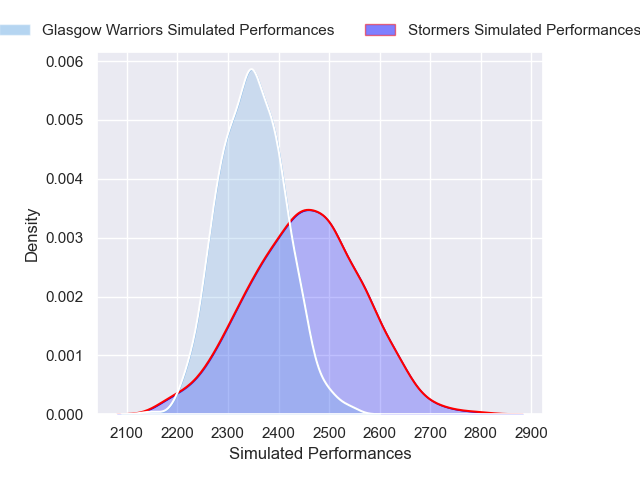 Glasgow Warriors Simulated Performances
Stormers Simulated Performances
0.006
0.005
0.004
0.003
0.002
0.001
0.000
Density
2100 2200 2300 2400 2500 2600 2700 2800 2900
Simulated Performances